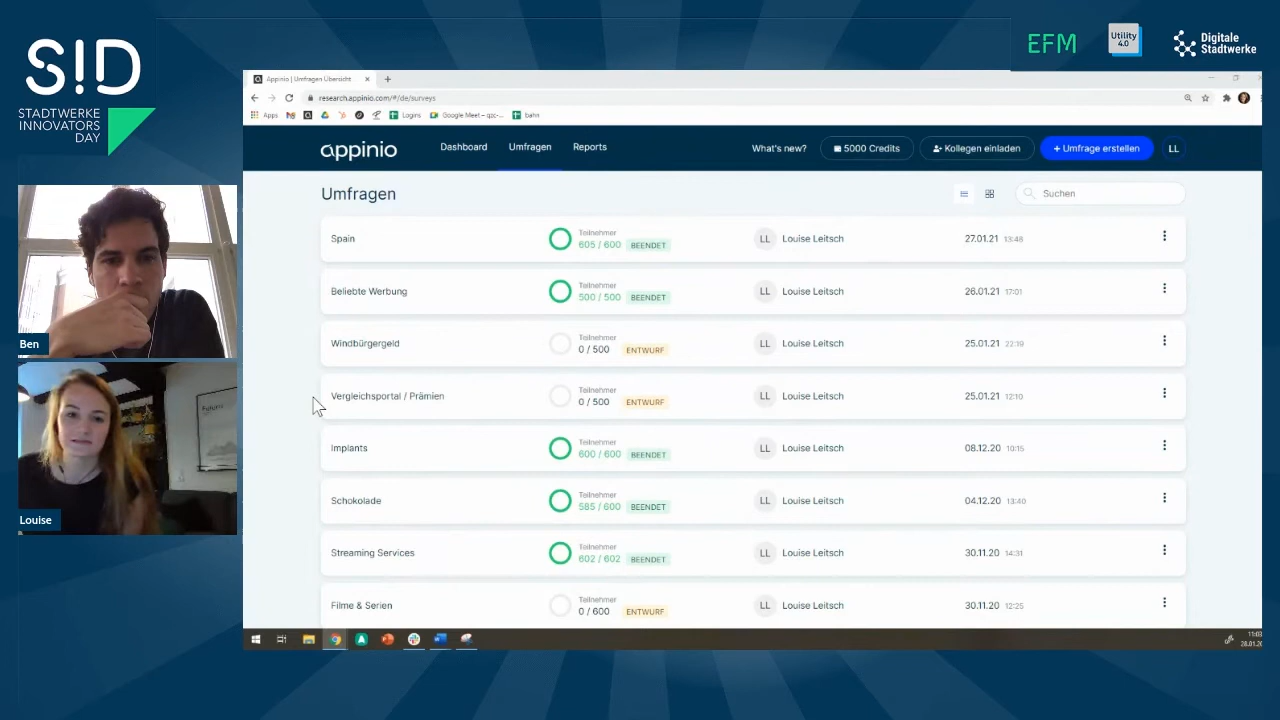 S!D
STADTWERKE
INNOVATORS
DAY
EFM
Utility
4.0
Digitale
Stadtwerke
Appinio | Umfragen Übersicht
research.appinio.com/#/de/surveys
Apps
Logins
Google Meet – qzc-...
bahn
appinio
Dashboard
Umfragen
Reports
What's new?
5000 Credits
Kollegen einladen
+ Umfrage erstellen
LL
Umfragen
Suchen
Spain
Teilnehmer
605 / 600 BEENDET
LL Louise Leitsch
27.01.21 13:48
Beliebte Werbung
Teilnehmer
500 / 500 BEENDET
LL Louise Leitsch
26.01.21 17:01
Windbürgergeld
Teilnehmer
0 / 500 ENTWURF
LL Louise Leitsch
25.01.21 22:19
Vergleichsportal / Prämien
Teilnehmer
0 / 500 ENTWURF
LL Louise Leitsch
25.01.21 12:10
Implants
Teilnehmer
600 / 600 BEENDET
LL Louise Leitsch
08.12.20 10:15
Schokolade
Teilnehmer
585 / 600 BEENDET
LL Louise Leitsch
04.12.20 13:40
Streaming Services
Teilnehmer
602 / 602 BEENDET
LL Louise Leitsch
30.11.20 14:31
Filme & Serien
Teilnehmer
0 / 600 ENTWURF
LL Louise Leitsch
30.11.20 12:25
Ben
Louise
11:03
28.01.20